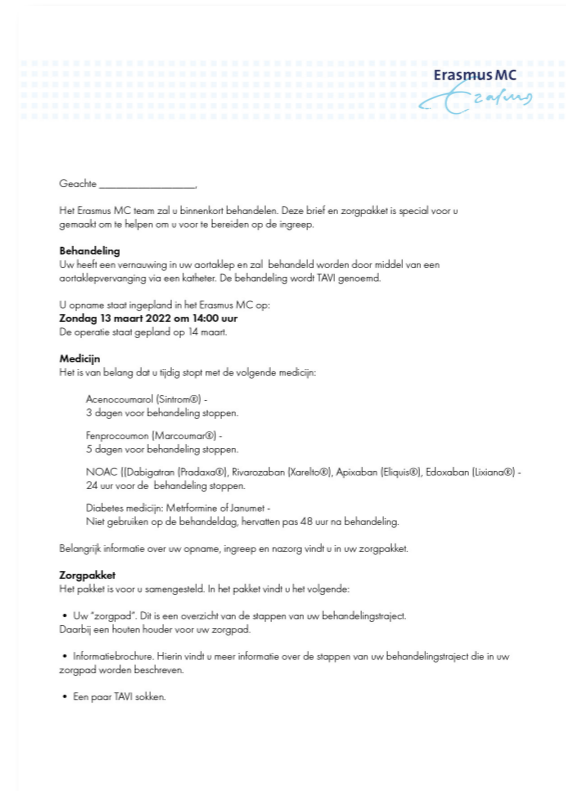 Erasmus MC
Erasmus
Geachte ____________________,
Het Erasmus MC team zal u binnenkort behandelen. Deze brief en zorgpakket is special voor u
gemaakt om te helpen om u voor te bereiden op de ingreep.
Behandeling
Uw heeft een vernauwing in uw aortaklep en zal behandeld worden door middel van een
aortaklepvervanging via een katheter. De behandeling wordt TAVI genoemd.
U opname staat ingepland in het Erasmus MC op:
Zondag 13 maart 2022 om 14:00 uur
De operatie staat gepland op 14 maart.
Medicijn
Het is van belang dat u tijdig stopt met de volgende medicijn:
Acenocoumarol (Sintrom®) -
3 dagen voor behandeling stoppen.
Fenprocoumon (Marcoumar®) -
5 dagen voor behandeling stoppen.
NOAC ((Dabigatran (Pradaxa®), Rivarozaban (Xarelto®), Apixaban (Eliquis®), Edoxaban (Lixiana®) -
24 uur voor de behandeling stoppen.
Diabetes medicijn: Metrformine of Janumet -
Niet gebruiken op de behandeldag, hervatten pas 48 uur na behandeling.
Belangrijk informatie over uw opname, ingreep en nazorg vindt u in uw zorgpakket.
Zorgpakket
Het pakket is voor u samengesteld. In het pakket vindt u het volgende:
• Uw "zorgpad". Dit is een overzicht van de stappen van uw behandelingstraject.
Daarbij een houten houder voor uw zorgpad.
• Informatiebrochure. Hierin vindt u meer informatie over de stappen van uw behandelingstraject die in uw
zorgpad worden beschreven.
• Een paar TAVI sokken.